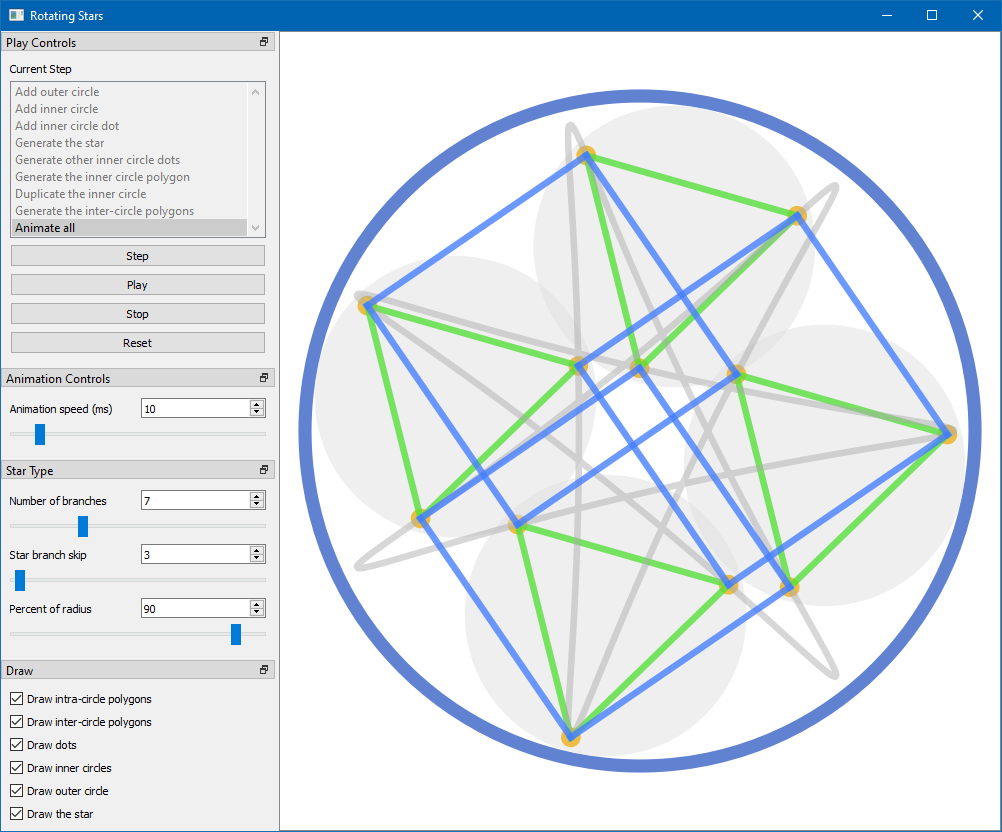 Rotating Stars
Play Controls
Current Step
Add outer circle
Add inner circle
Add inner circle dot
Generate the star
Generate other inner circle dots
Generate the inner circle polygon
Duplicate the inner circle
Generate the inter-circle polygons
Animate all
Step
Play
Stop
Reset
Animation Controls
Animation speed (ms) 10
Star Type
Number of branches 7
Star branch skip 3
Percent of radius 90
Draw
Draw intra-circle polygons
Draw inter-circle polygons
Draw dots
Draw inner circles
Draw outer circle
Draw the star